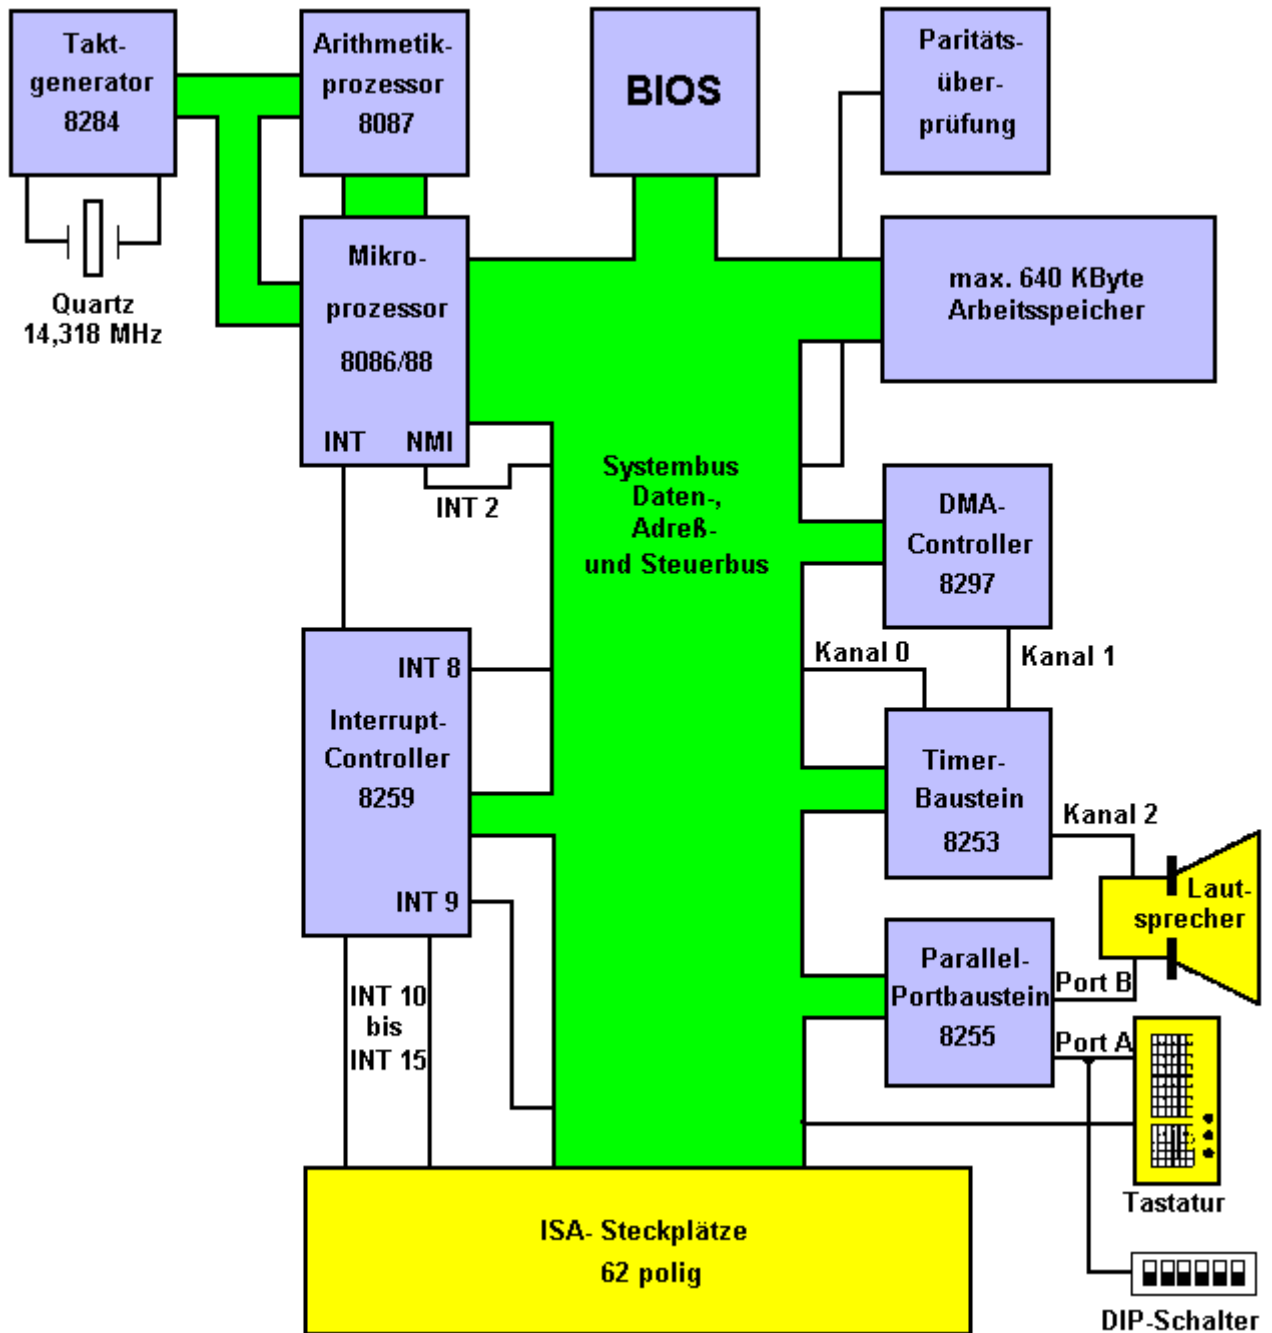 Takt-
generator
8284
Quartz
14,318 MHz
Arithmetik-
prozessor
8087
Mikro-
prozessor
8086/88
INT
NMI
INT 2
BIOS
Paritäts-
über-
prüfung
max. 640 KByte
Arbeitsspeicher
Systembus
Daten-,
Adreß-
und Steuerbus
DMA-
Controller
8297
Kanal 0
Kanal 1
INT 8
Interrupt-
Controller
8259
INT 9
Timer-
Baustein
8253
Kanal 2
Laut-
sprecher
Parallel-
Portbaustein
8255
Port B
Port A
INT 10
bis
INT 15
Tastatur
ISA- Steckplätze
62 polig
DIP-Schalter